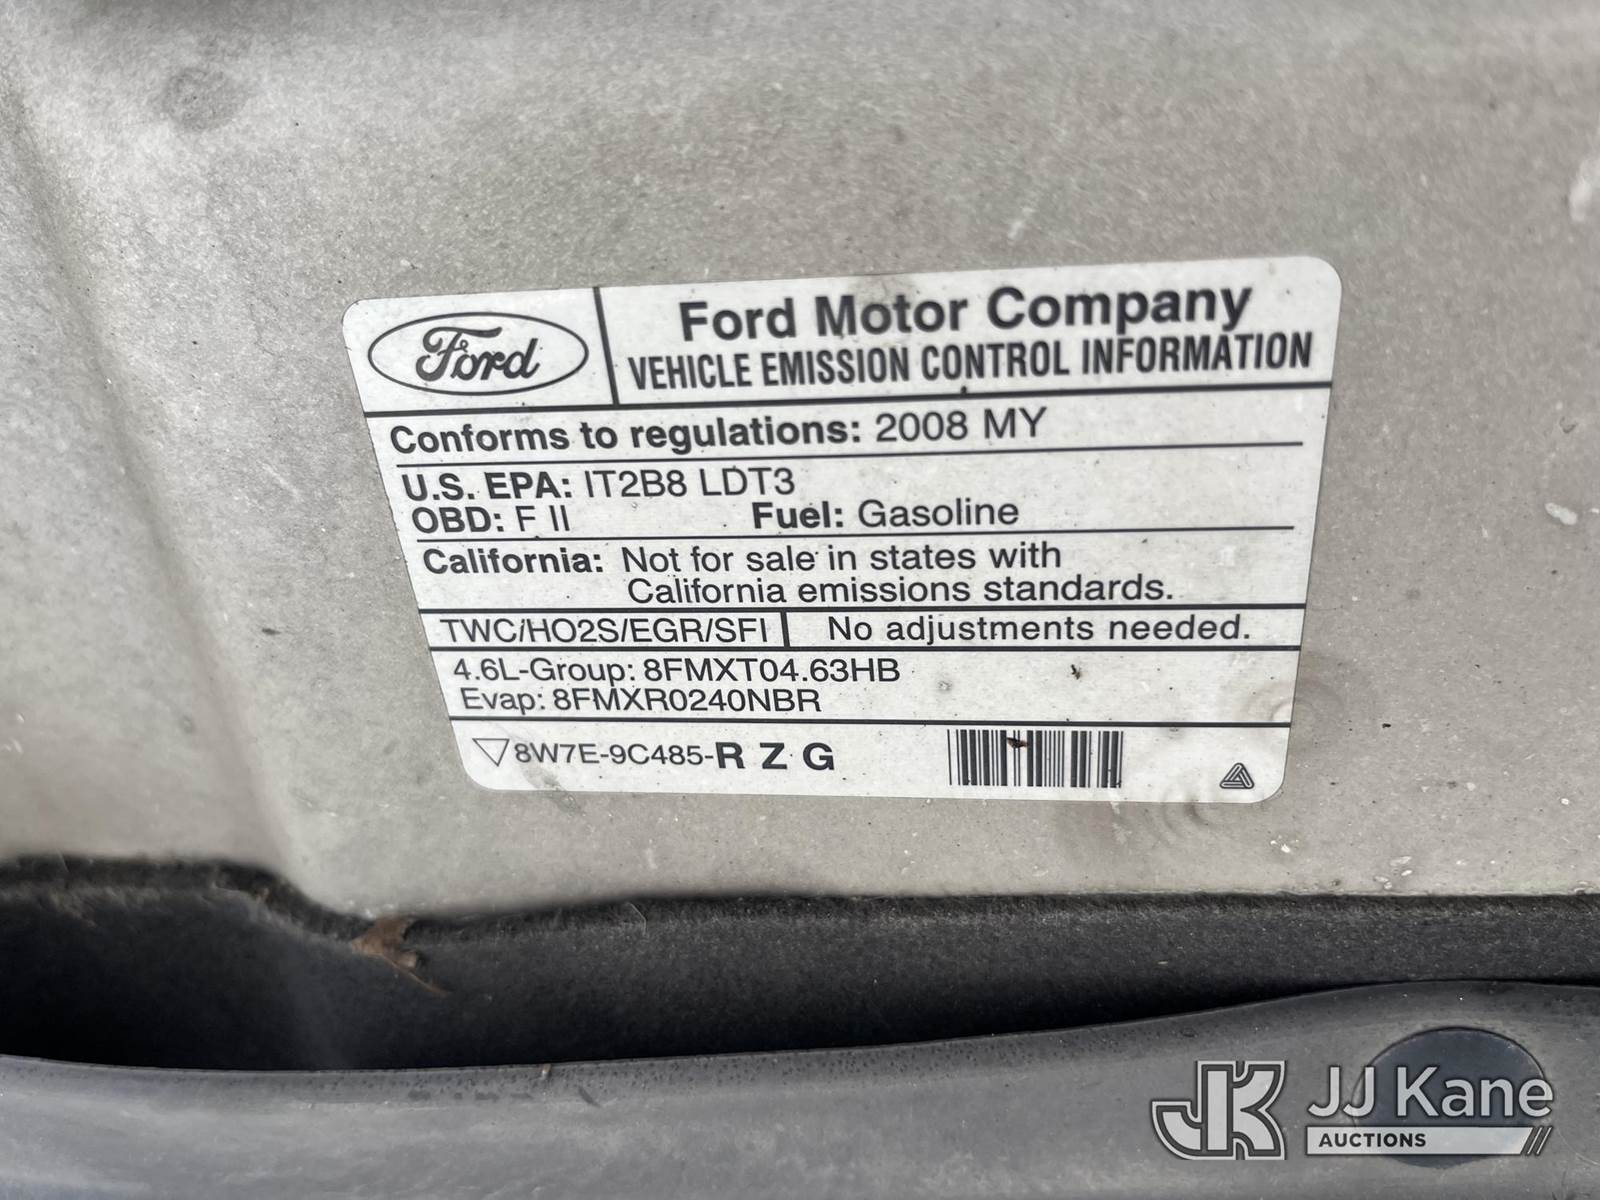 Ford
Ford Motor Company
VEHICLE EMISSION CONTROL INFORMATION
Conforms to regulations: 2008 MY
U.S. EPA: IT2B8 LDT3
OBD: F II Fuel: Gasoline
California: Not for sale in states with
California emissions standards.
TWC/HO2S/EGR/SFI No adjustments needed.
4.6L-Group: 8FMXT04.63HB
Evap: 8FMXR0240NBR
8W7E-9C485-R Z G
JK JJ Kane
AUCTIONS